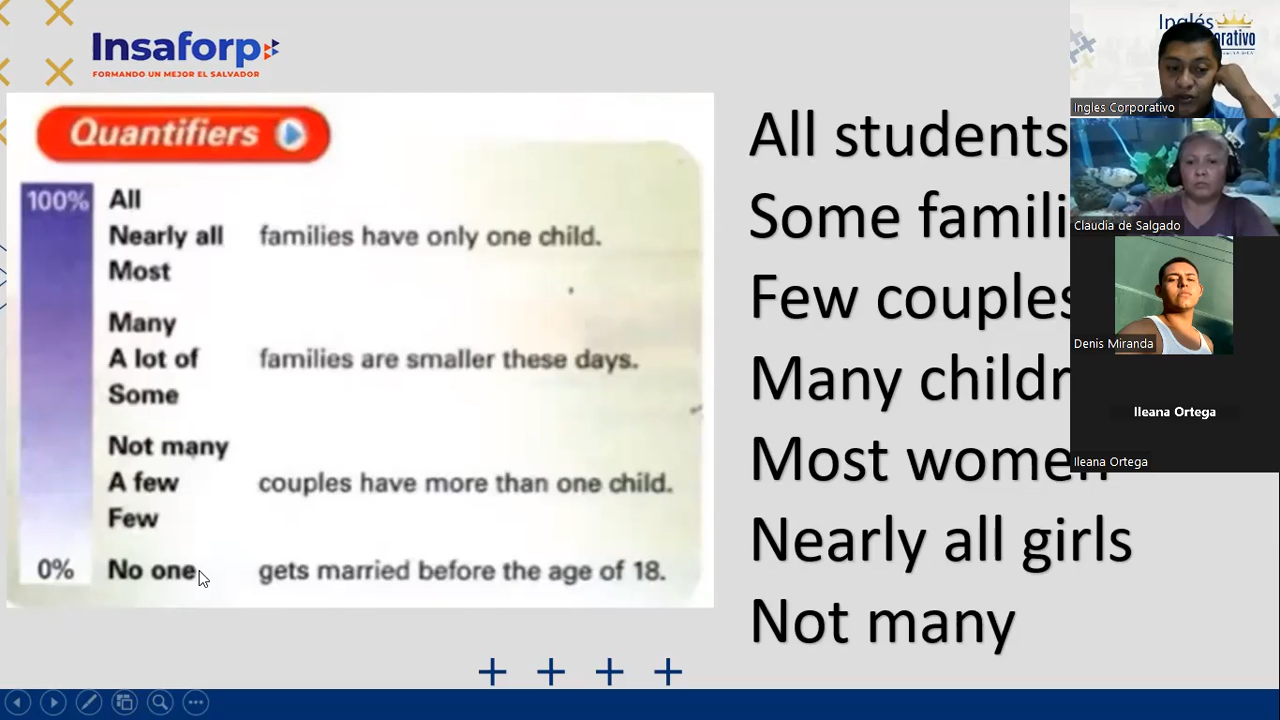 Insaforp
FORMANDO UN MEJOR EL SALVADOR
Quantifiers
100%
All
Nearly all families have only one child.
Most
Many
A lot of families are smaller these days.
Some
Not many
A few couples have more than one child.
Few
0% No one gets married before the age of 18.
All students
Some famili
Few couples
Many childr
Most women
Nearly all girls
Not many
Inglés
orativo
Ingles Corporativo
Claudia de Salgado
Denis Miranda
Ileana Ortega
Ileana Ortega